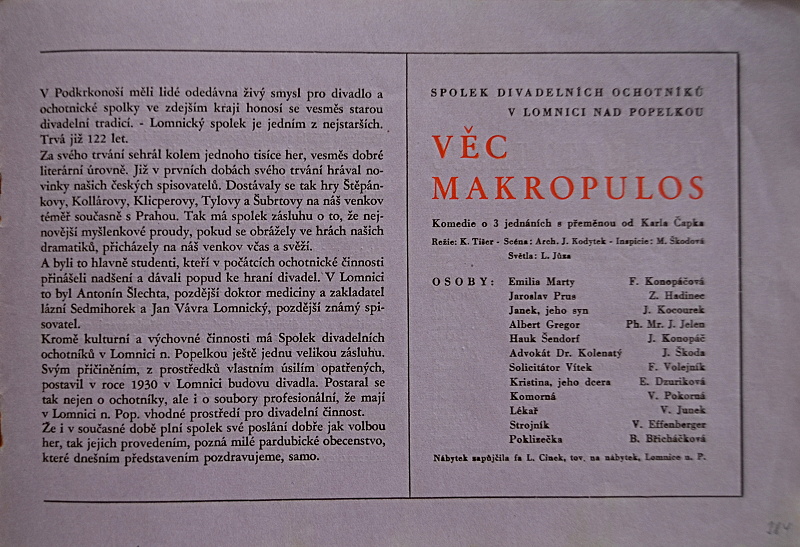 V Podkrkonoší měli lidé odedávna živý smysl pro divadlo a
ochotnické spolky ve zdejším kraji honosí se vesměs starou
divadelní tradicí. - Lomnický spolek je jedním z nejstarších.
Trvá již 122 let.
Za svého trvání sehrál kolem jednoho tisíce her, vesměs dobré
literární úrovně. Již v prvních dobách svého trvání hrával no-
vinky našich českých spisovatelů. Dostávaly se tak hry Štěpán-
kovy, Kollárovy, Klicperovy, Tylovy a Šubrtovy na náš venkov
téměř současně s Prahou. Tak má spolek zásluhu o to, že nej-
novější myšlenkové proudy, pokud se obrážely ve hrách našich
dramatiků, přicházely na náš venkov včas a svěží.
A byli to hlavně studenti, kteří v počátcích ochotnické činnosti
přinášeli nadšení a dávali popud ke hraní divadel. V Lomnici
to byl Antonín Šlechta, pozdější doktor medicíny a zakladatel
lázní Sedmihorek a Jan Vávra Lomnický, pozdější známý spi-
sovatel.
Kromě kulturní a výchovné činnosti má Spolek divadelních
ochotníků v Lomnici n. Popelkou ještě jednu velikou zásluhu.
Svým přičiněním, z prostředků vlastním úsilím opatřených,
postavil v roce 1930 v Lomnici budovu divadla. Postaral se
tak nejen o ochotníky, ale i o soubory profesionální, že mají
v Lomnici n. Pop. vhodné prostředí pro divadelní činnost.
Že i v současné době plní spolek své poslání dobře jak volbou
her, tak jejich provedením, pozná milé pardubické obecenstvo,
které dnešním představením pozdravujeme, samo.
SPOLEK DIVADELNÍCH OCHOTNÍKŮ
V LOMNICI NAD POPELKOU
VĚC
MAKROPULOS
Komedie o 3 jednáních s přeměnou od Karla Čapka
Režie: K. Tišer - Scéna: Arch. J. Kodytek - Inspicie: M. Škodová
Světla: L. Jůza
OSOBY: Emilia Marty F. Konopáčová
Jaroslav Prus Z. Hadinec
Janek, jeho syn J. Kocourek
Albert Gregor Ph. Mr. J. Jelen
Hauk Šendorf J. Konopáč
Advokát Dr. Kolenatý J. Škoda
Solicitátor Vítek F. Volejník
Kristina, jeho dcera E. Dzuriková
Komorná V. Pokorná
Lékař V. Junek
Strojník V. Effenberger
Poklizečka B. Břicháčková
Nábytek zapůjčila fa L. Cinek, tov. na nábytek, Lomnice n. P.